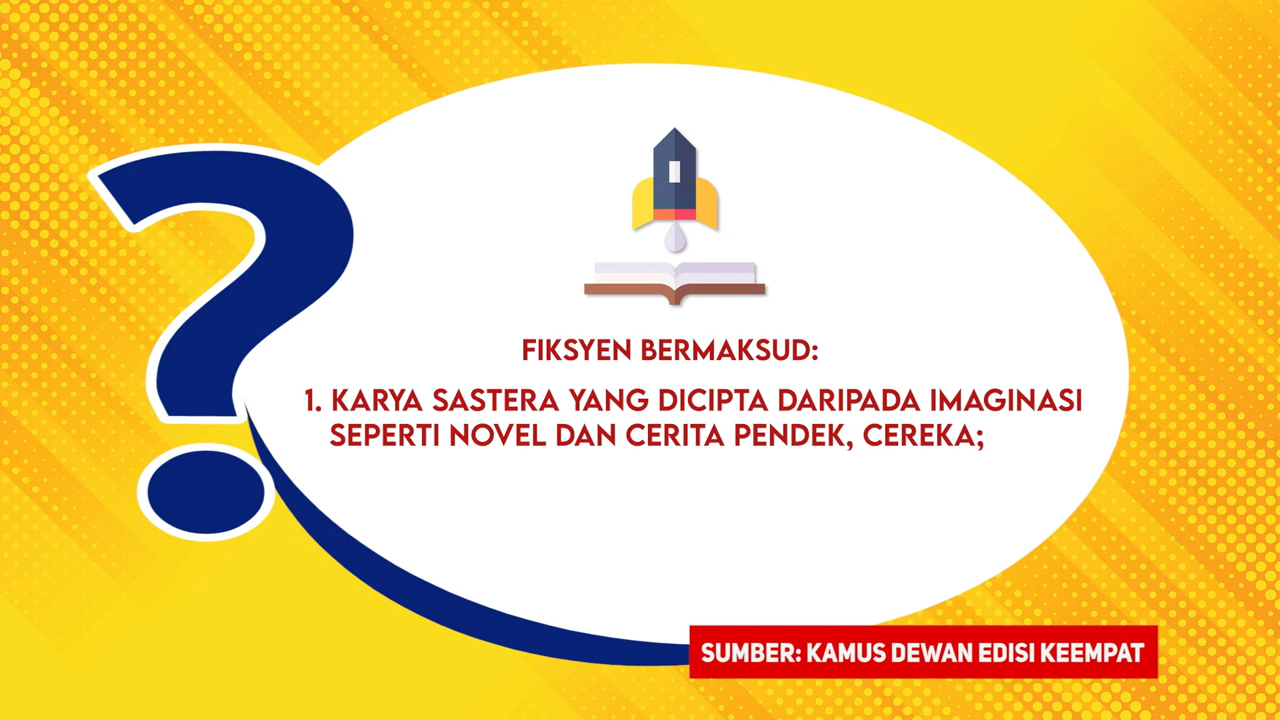 ?
FIKSYEN BERMAKSUD:
1. KARYA SASTERA YANG DICIPTA DARIPADA IMAGINASI
SEPERTI NOVEL DAN CERITA PENDEK, CEREKA;
SUMBER: KAMUS DEWAN EDISI KEEMPAT